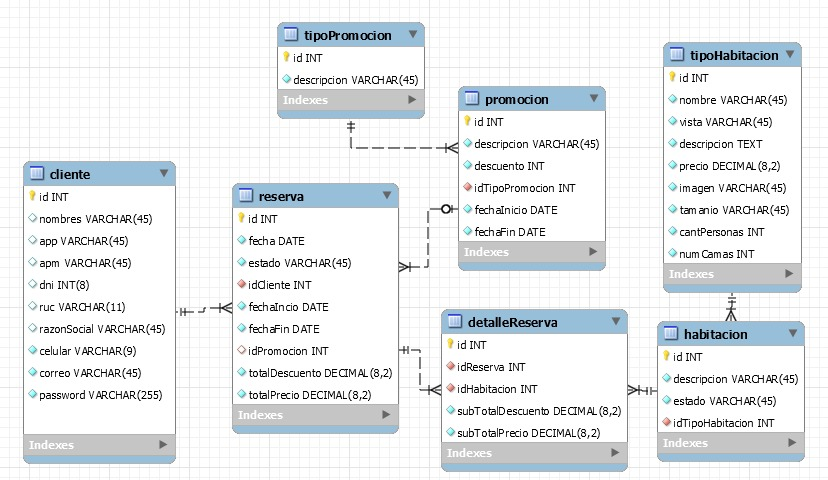 tipoPromocion
id INT
descripcion VARCHAR(45)
Indexes
promocion
id INT
descripcion VARCHAR(45)
descuento INT
idTipoPromocion INT
fechaInicio DATE
fechaFin DATE
Indexes
tipoHabitacion
id INT
nombre VARCHAR(45)
vista VARCHAR(45)
descripcion TEXT
precio DECIMAL(8,2)
imagen VARCHAR(45)
tamanio VARCHAR(45)
cantPersonas INT
numCamas INT
Indexes
cliente
id INT
nombres VARCHAR(45)
app VARCHAR(45)
apm VARCHAR(45)
dni INT(8)
ruc VARCHAR(11)
razonSocial VARCHAR(45)
celular VARCHAR(9)
correo VARCHAR(45)
password VARCHAR(255)
Indexes
reserva
id INT
fecha DATE
estado VARCHAR(45)
idCliente INT
fechaIncio DATE
fechaFin DATE
idPromocion INT
totalDescuento DECIMAL(8,2)
totalPrecio DECIMAL(8,2)
Indexes
detalleReserva
id INT
idReserva INT
idHabitacion INT
subTotalDescuento DECIMAL(8,2)
subTotalPrecio DECIMAL(8,2)
Indexes
habitacion
id INT
descripcion VARCHAR(45)
estado VARCHAR(45)
idTipoHabitacion INT
Indexes